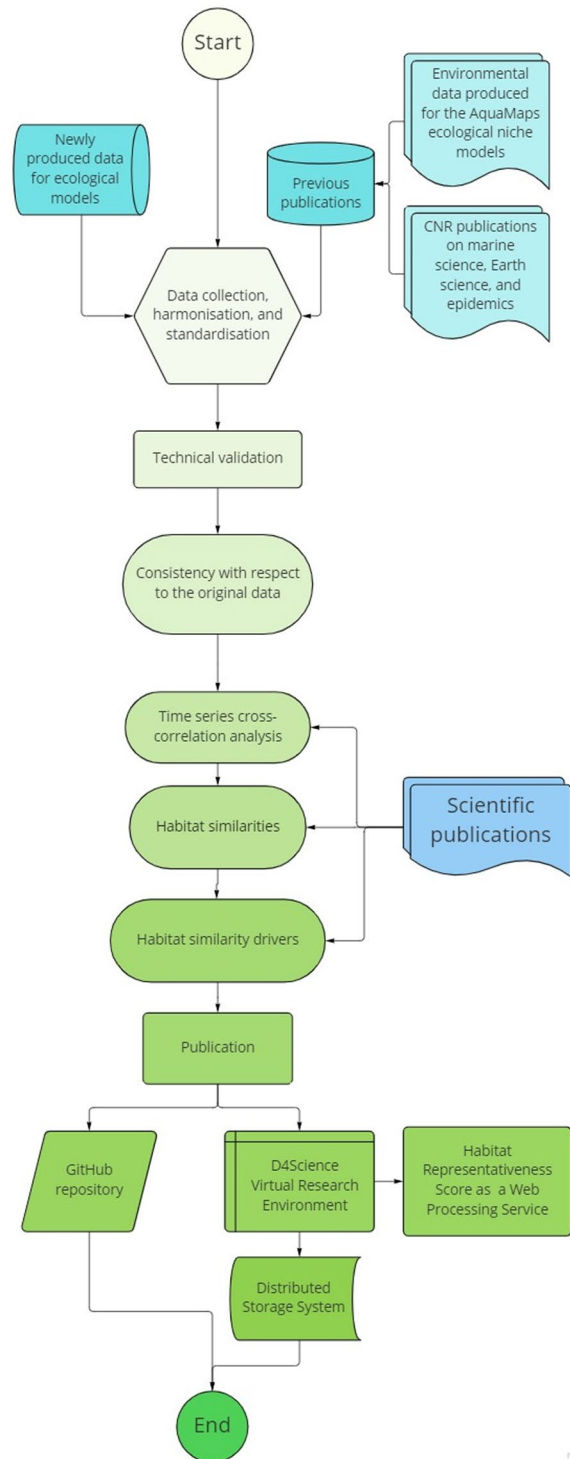 Start
Environmental
data produced
for the AquaMaps
ecological niche
models
Newly
produced data
for ecological
models
Previous
publications
CNR publications
on marine
science, Earth
science, and
epidemics
Data collection,
harmonisation, and
standardisation
Technical validation
Consistency with respect
to the original data
Time series cross-
correlation analysis
Scientific
publications
Habitat similarities
Habitat similarity drivers
Publication
GitHub
repository
D4Science
Virtual Research
Environment
Habitat
Representativeness
Score as a Web
Processing Service
Distributed
Storage System
End